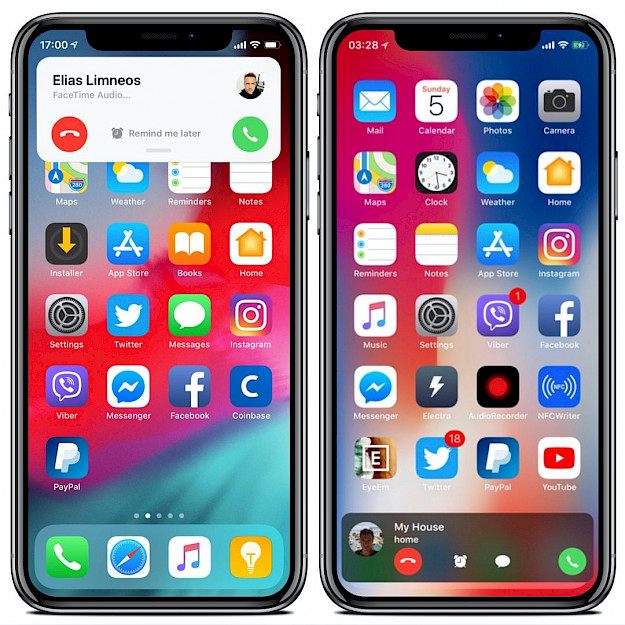 17:00
Elias Limneos
FaceTime Audio...
Remind me later
280
Maps
Weather
Reminders
Notes
Installer
App Store
Books
Home
Settings
Twitter
Messages
Instagram
Viber
Messenger
Facebook
Coinbase
PayPal
03:28
Sunday
5
Mail
Calendar
Photos
Camera
280
Maps
Clock
Weather
Home
Reminders
Notes
App Store
Instagram
1
Music
Settings
Viber
Facebook
NFC
Messenger
Electra
AudioRecorder
NFCWriter
E
18
EyeEm
Twitter
PayPal
YouTube
My House
home